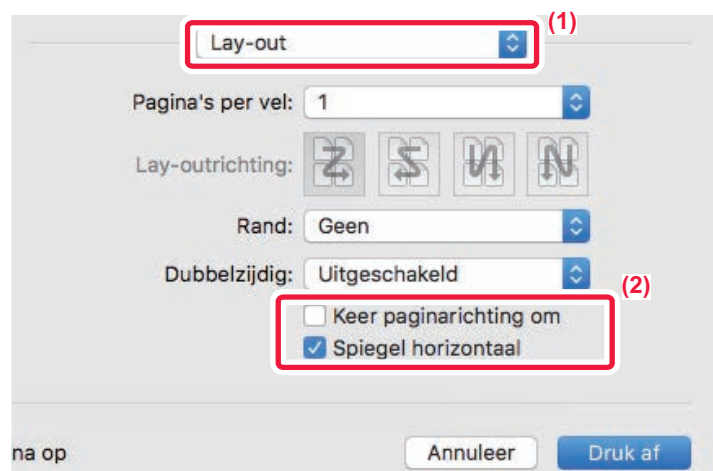 (1)
Lay-out
Pagina's per vel: 1
Lay-outrichting:
Rand: Geen
Dubbelzijdig: Uitgeschakeld
(2)
Keer paginarichting om
Spiegel horizontaal
na op Annuleer Druk af